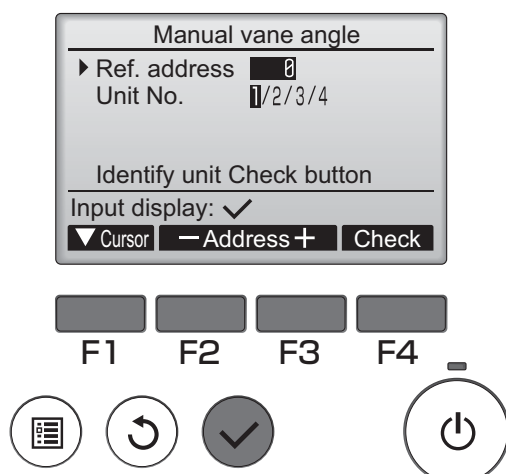 Manual vane angle
Ref. address 0
Unit No. 1/2/3/4
Identify unit Check button
Input display: ✓
▼ Cursor − Address + Check
F1 F2 F3 F4